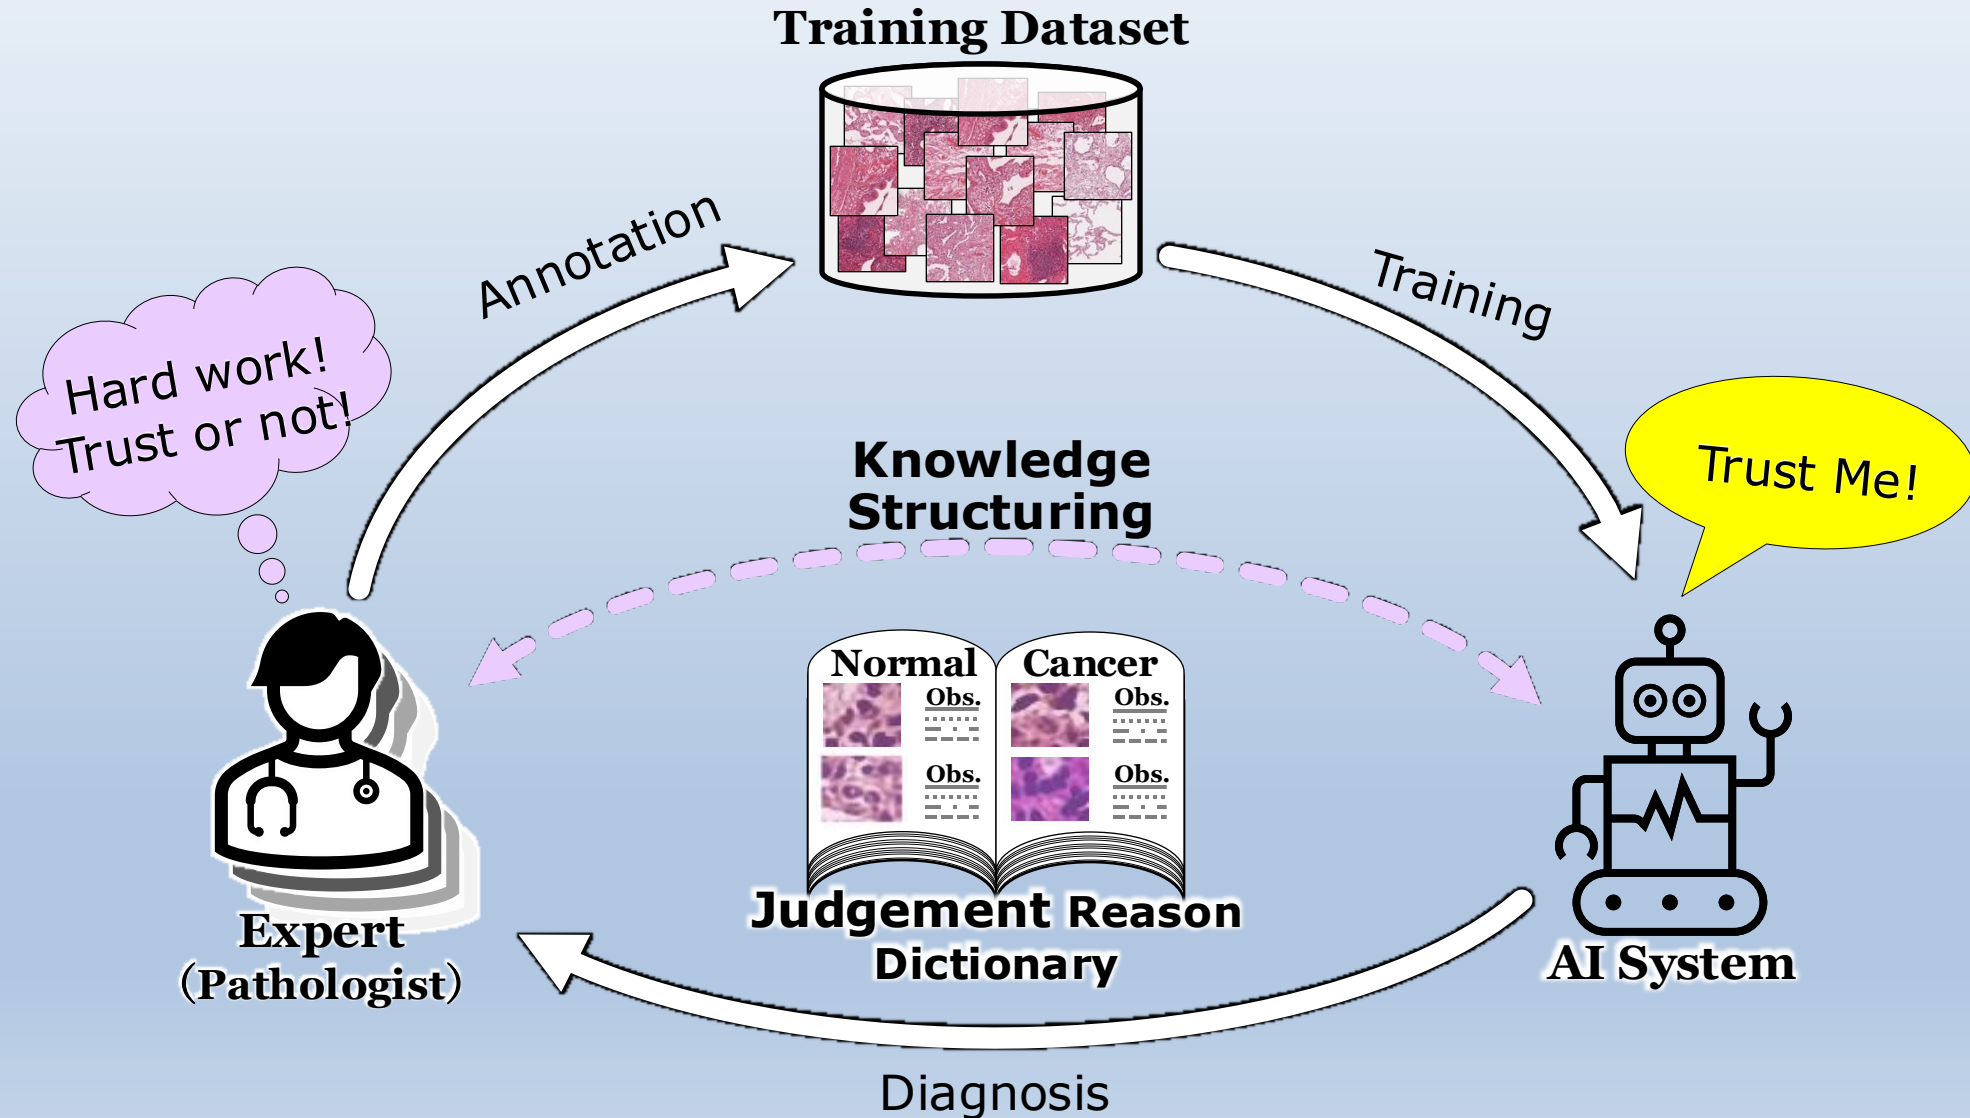 Training Dataset
Annotation
Training
Hard work!
Trust or not!
Knowledge
Structuring
Trust Me!
Normal
Cancer
Obs.
Obs.
Obs.
Obs.
Judgement Reason
Dictionary
Expert
(Pathologist)
AI System
Diagnosis